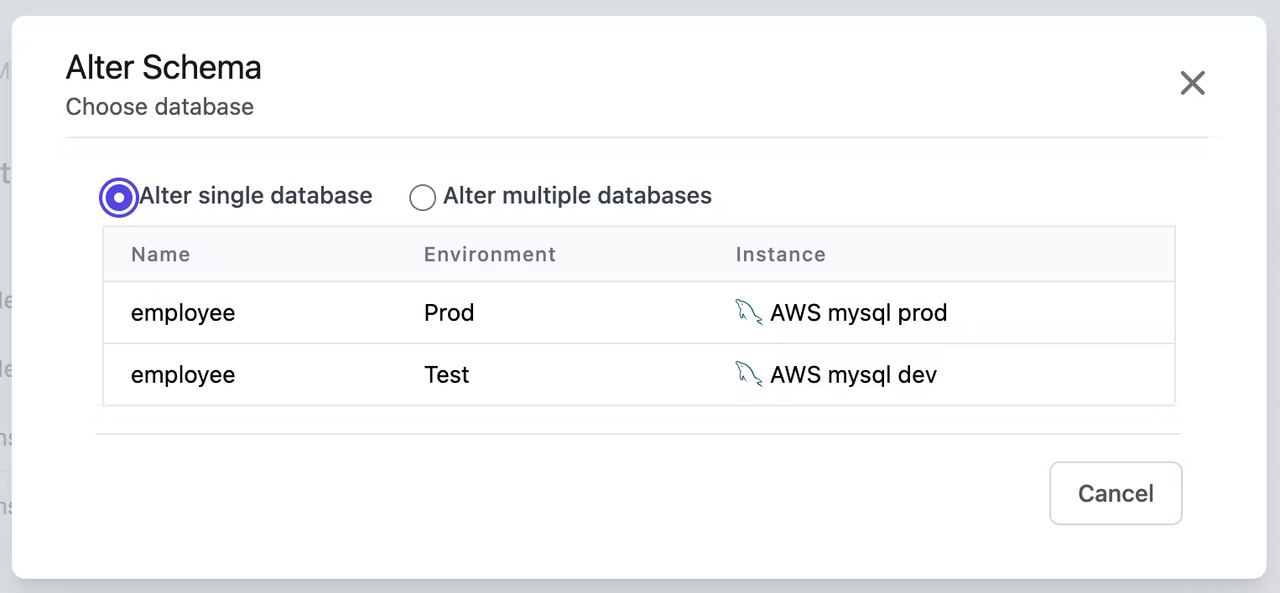 Alter Schema
Choose database
Alter single database Alter multiple databases
Name Environment Instance
employee Prod AWS mysql prod
employee Test AWS mysql dev
Cancel